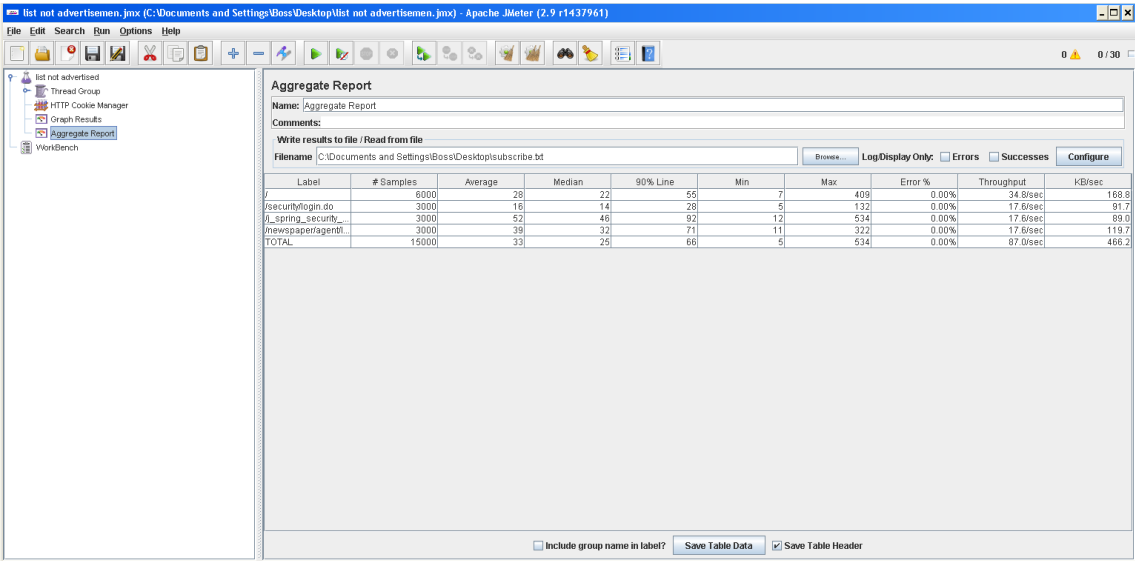 list not advertisemen.jmx (C:\Documents and Settings\Boss\Desktop\list not advertisemen.jmx) - Apache JMeter (2.9 r1437961)
File Edit Search Run Options Help
0 0 / 30
list not advertised
Thread Group
HTTP Cookie Manager
Graph Results
Aggregate Report
WorkBench
Aggregate Report
Name: Aggregate Report
Comments:
Write results to file / Read from file
Filename C:\Documents and Settings\Boss\Desktop\subscribe.txt Browse... Log/Display Only: Errors Successes Configure
Label # Samples Average Median 90% Line Min Max Error % Throughput KB/sec
/ 6000 28 22 55 7 409 0.00% 34.8/sec 168.8
/security/login.do 3000 16 14 28 5 132 0.00% 17.6/sec 91.7
/j_spring_security_... 3000 52 46 92 12 534 0.00% 17.6/sec 89.0
/newspaper/agent/l... 3000 39 32 71 11 322 0.00% 17.6/sec 119.7
TOTAL 15000 33 25 66 5 534 0.00% 87.0/sec 466.2
Include group name in label? Save Table Data Save Table Header